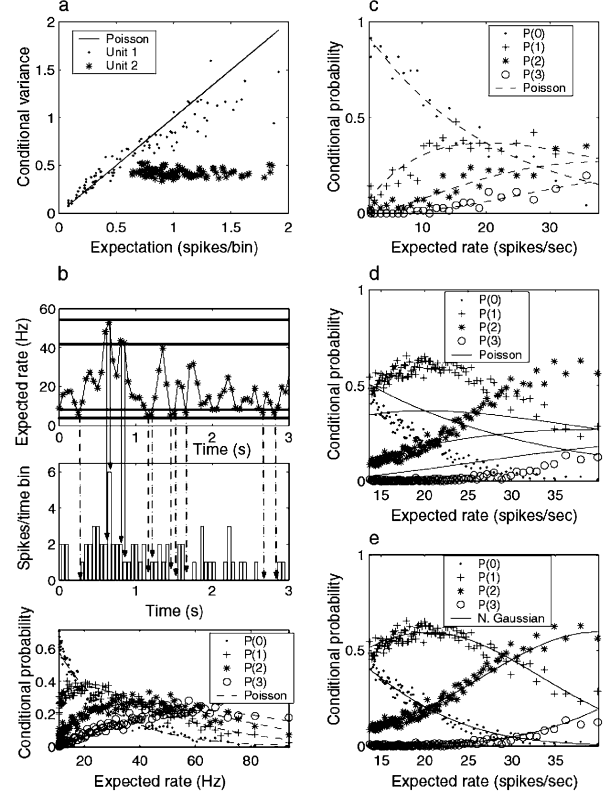 a
Conditional variance
2
1.5
1
0.5
0
Poisson
Unit 1
Unit 2
0 0.5 1 1.5 2
Expectation (spikes/bin)
b
Expected rate (Hz)
60
40
20
0
0 1 2 3
Time (s)
Spikes/time bin
6
4
2
0
Time (s)
Conditional probability
0.6
0.4
0.2
0
P(0)
P(1)
P(2)
P(3)
Poisson
20 40 60 80
Expected rate (Hz)
c
Conditional probability
1
0.5
0
P(0)
P(1)
P(2)
P(3)
Poisson
10 20 30
Expected rate (spikes/sec)
d
Conditional probability
1
0.5
0
P(0)
P(1)
P(2)
P(3)
Poisson
15 20 25 30 35
Expected rate (spikes/sec)
e
Conditional probability
1
0.5
0
P(0)
P(1)
P(2)
P(3)
N. Gaussian
15 20 25 30 35
Expected rate (spikes/sec)